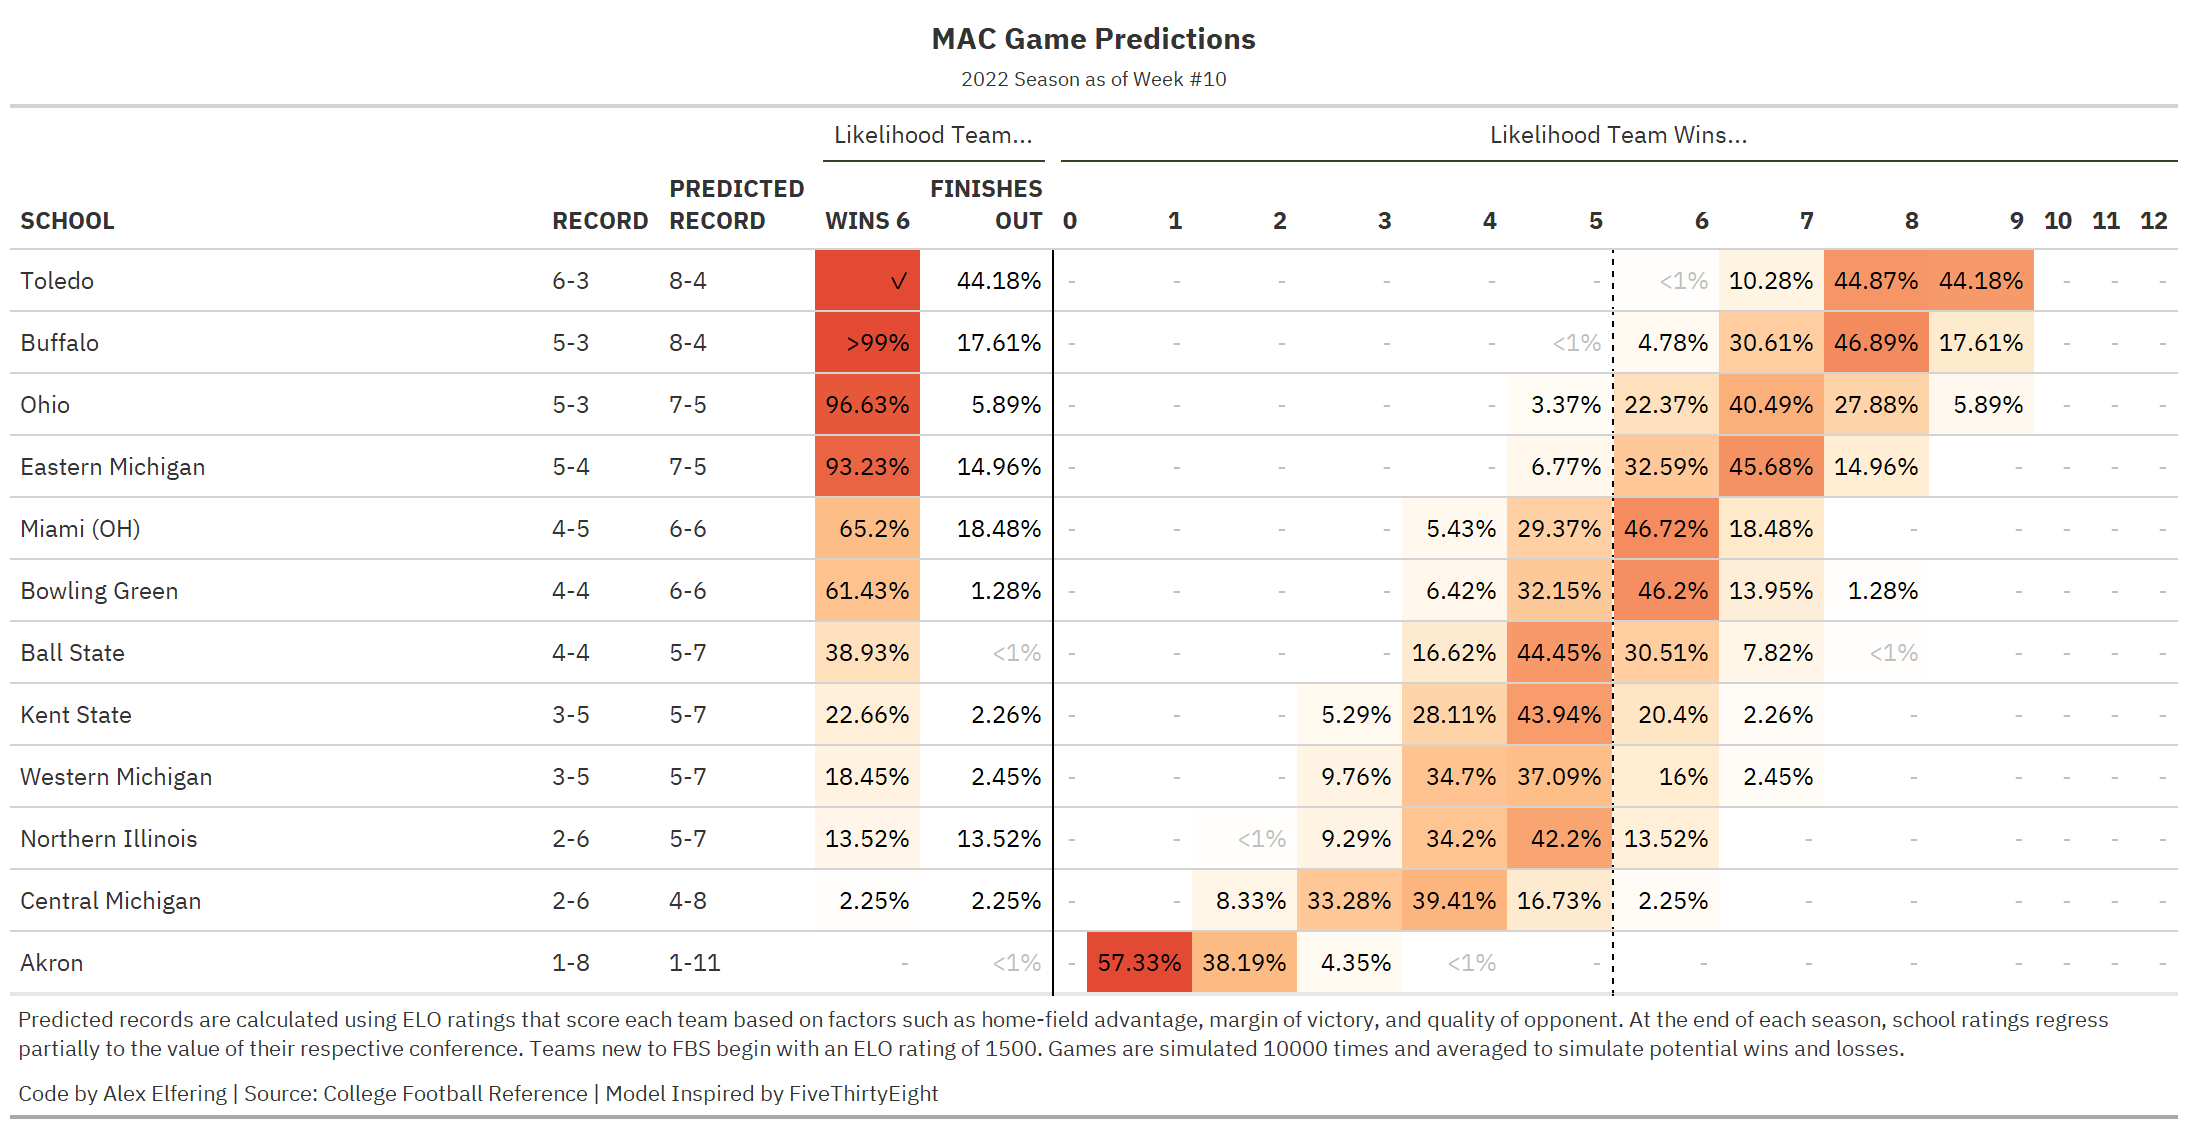 MAC Game Predictions
2022 Season as of Week #10
Likelihood Team... Likelihood Team Wins...
SCHOOL RECORD PREDICTED RECORD WINS 6 FINISHES OUT 0 1 2 3 4 5 6 7 8 9 10 11 12
Toledo 6-3 8-4 √ 44.18% - - - - - - <1% 10.28% 44.87% 44.18% - - -
Buffalo 5-3 8-4 >99% 17.61% - - - - - <1% 4.78% 30.61% 46.89% 17.61% - - -
Ohio 5-3 7-5 96.63% 5.89% - - - - - 3.37% 22.37% 40.49% 27.88% 5.89% - - -
Eastern Michigan 5-4 7-5 93.23% 14.96% - - - - - 6.77% 32.59% 45.68% 14.96% - - - -
Miami (OH) 4-5 6-6 65.2% 18.48% - - - - 5.43% 29.37% 46.72% 18.48% - - - - -
Bowling Green 4-4 6-6 61.43% 1.28% - - - - 6.42% 32.15% 46.2% 13.95% 1.28% - - - -
Ball State 4-4 5-7 38.93% <1% - - - - 16.62% 44.45% 30.51% 7.82% <1% - - - -
Kent State 3-5 5-7 22.66% 2.26% - - - 5.29% 28.11% 43.94% 20.4% 2.26% - - - - -
Western Michigan 3-5 5-7 18.45% 2.45% - - - 9.76% 34.7% 37.09% 16% 2.45% - - - - -
Northern Illinois 2-6 5-7 13.52% 13.52% - - <1% 9.29% 34.2% 42.2% 13.52% - - - - - -
Central Michigan 2-6 4-8 2.25% 2.25% - - 8.33% 33.28% 39.41% 16.73% 2.25% - - - - - -
Akron 1-8 1-11 - <1% - 57.33% 38.19% 4.35% <1% - - - - - - - -
Predicted records are calculated using ELO ratings that score each team based on factors such as home-field advantage, margin of victory, and quality of opponent. At the end of each season, school ratings regress
partially to the value of their respective conference. Teams new to FBS begin with an ELO rating of 1500. Games are simulated 10000 times and averaged to simulate potential wins and losses.
Code by Alex Elfering | Source: College Football Reference | Model Inspired by FiveThirtyEight